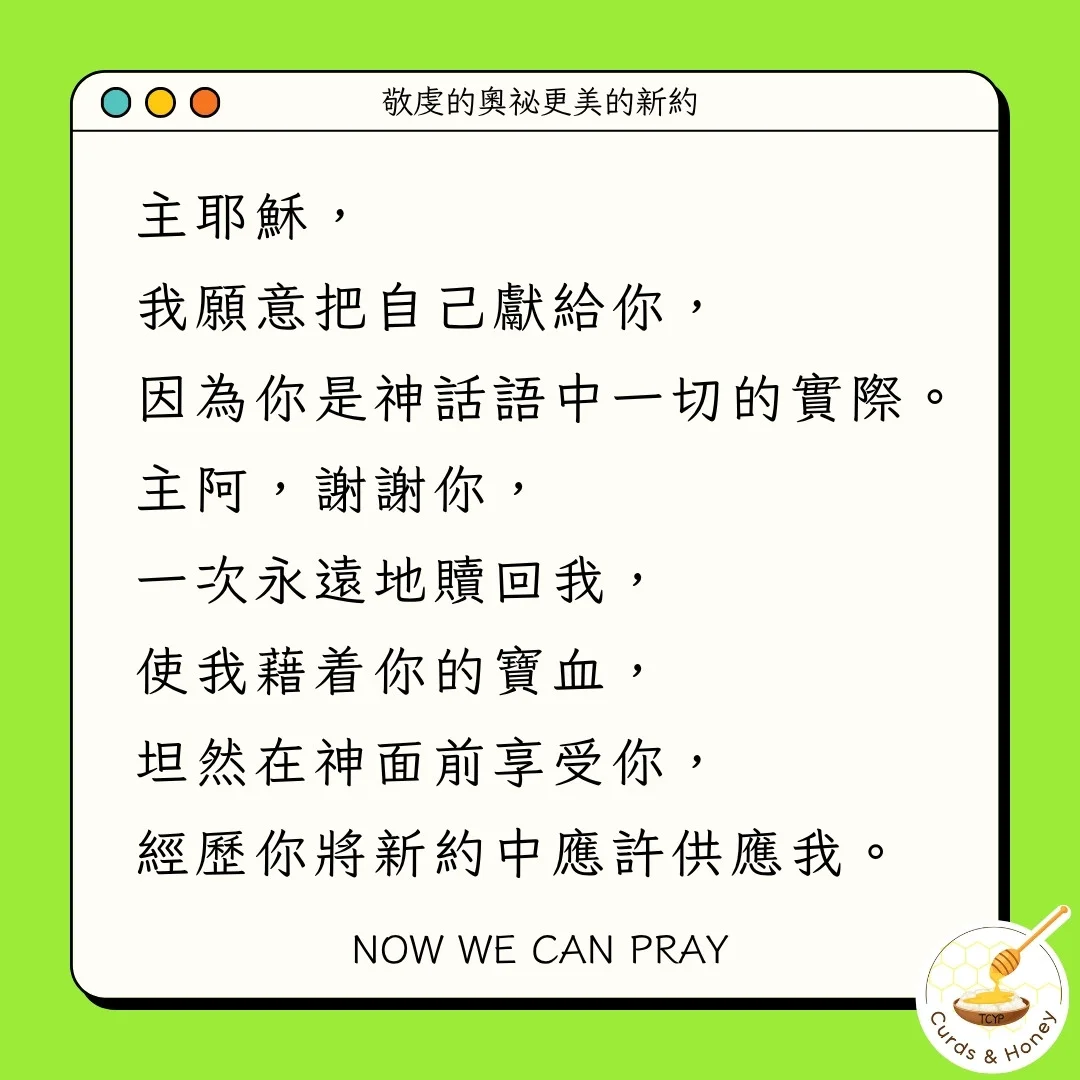 敬虔的奧祕更美的新約
主耶穌，
我願意把自己獻給你，
因為你是神話語中一切的實際。
主阿，謝謝你，
一次永遠地贖回我，
使我藉着你的寶血，
坦然在神面前享受你，
經歷你將新約中應許供應我。
NOW WE CAN PRAY
TCYP
Curds & Honey